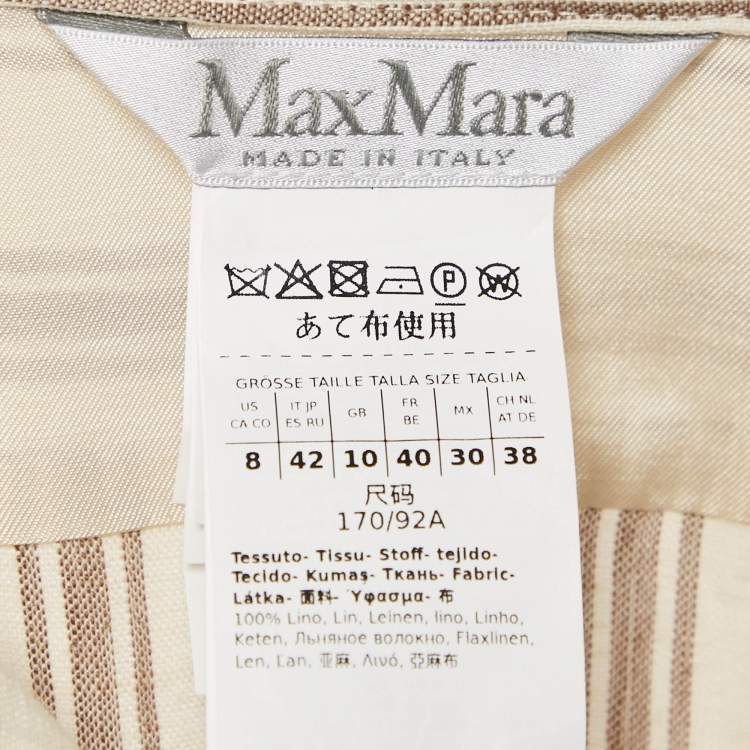 MaxMara
MADE IN ITALY
P W
あて布使用
GRÖSSE TAILLE TALLA SIZE TAGLIA
US CA CO IT JP ES RU GB FR BE MX CH NL AT DE
8 42 10 40 30 38
尺码
170/92A
Tessuto- Tissu- Stoff- tejido-
Tecido- Kumaş- Ткань- Fabric-
Látka- 面料- Ύφασμα- 布
100% Lino, Lin, Leinen, lino, Linho,
Keten, Льняное волокно, Flaxlinen,
Len, Ľan, 亚麻, Λινό, 亞麻布